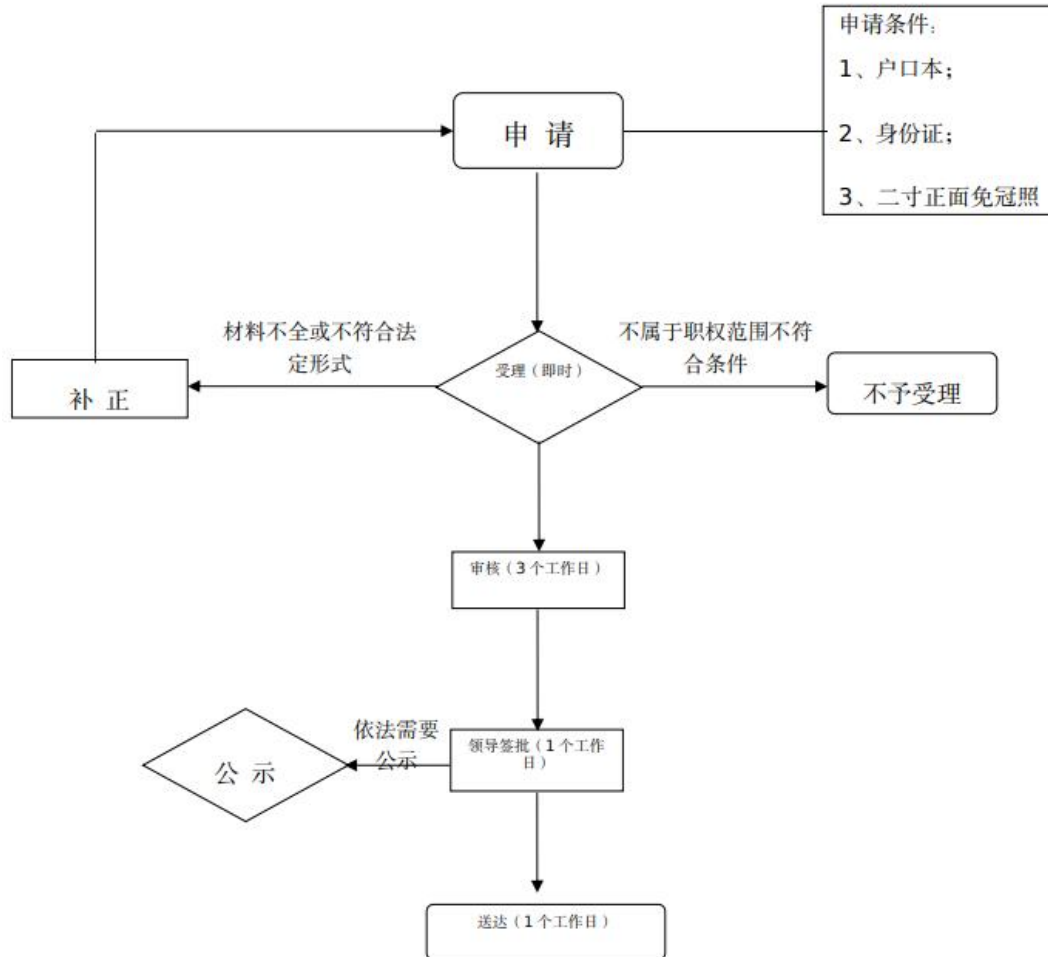 申请条件:
1、户口本;
申 请
2、身份证;
3、二寸正面免冠照
材料不全或不符合法
定形式
不属于职权范围不符
合条件
受理(即时)
补 正
不予受理
审核(3个工作日)
依法需要
公示
领导签批(1个工作
日)
公 示
送达(1个工作日)